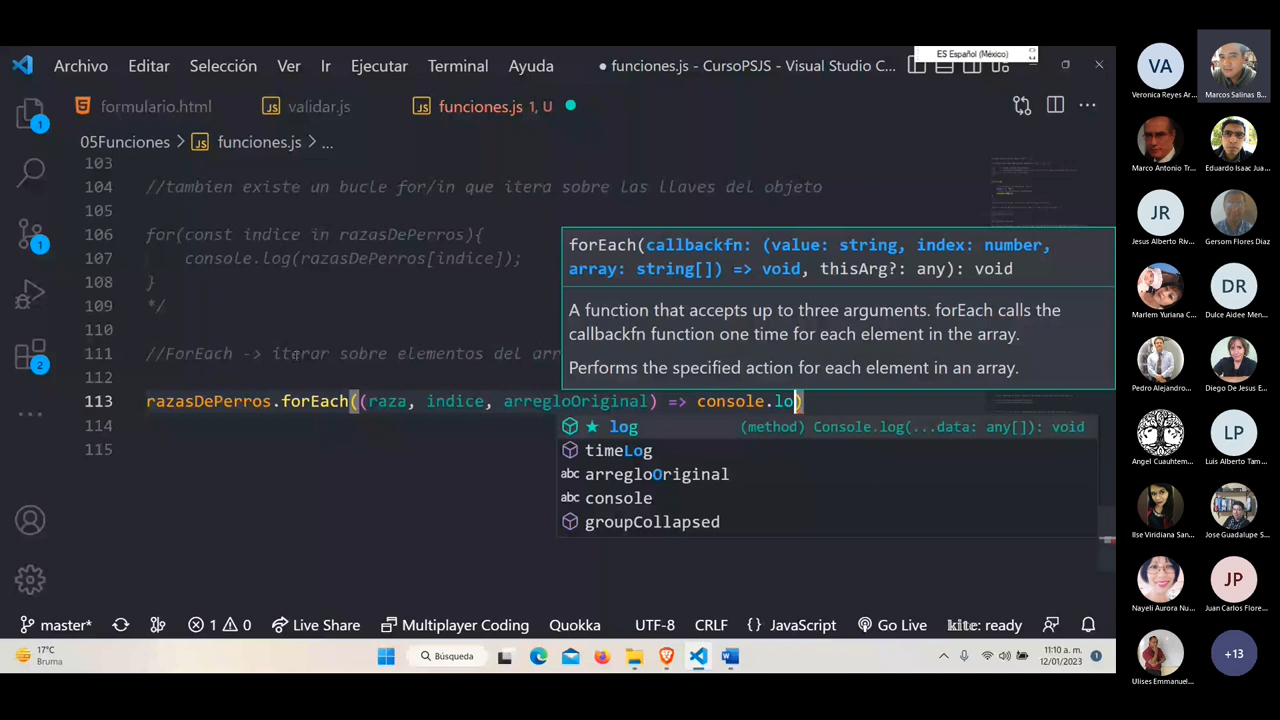 ES Español (México)
Archivo Editar Selección Ver Ir Ejecutar Terminal Ayuda
● funciones.js - CursoPSJS - Visual Studio C...
formulario.html
JS validar.js
JS funciones.js 1, U
05Funciones > JS funciones.js > ...
103
104 //tambien existe un bucle for/in que itera sobre las llaves del objeto
105
106 for(const indice in razasDePerros){
107 console.log(razasDePerros[indice]);
108 }
109 */
110
111 //ForEach -> iterar sobre elementos del arr
112
113 razasDePerros.forEach((raza, indice, arregloOriginal) => console.lo)
114
115
forEach(callbackfn: (value: string, index: number,
array: string[]) => void, thisArg?: any): void
A function that accepts up to three arguments. forEach calls the
callbackfn function one time for each element in the array.
Performs the specified action for each element in an array.
★ log (method) Console.log(...data: any[]): void
timeLog
abc arregloOriginal
abc console
groupCollapsed
1
1
2
master* 1 0 Live Share Multiplayer Coding Quokka UTF-8 CRLF {} JavaScript Go Live kite: ready
17°C
Bruma
Búsqueda
11:10 a. m.
12/01/2023
1
VA
Veronica Reyes Ar...
Marcos Salinas B...
Marco Antonio Tr...
Eduardo Isaac Jua...
JR
Jesus Alberto Riv...
Gersom Flores Diaz
Marlem Yuriana C...
DR
Dulce Aidee Men...
Pedro Alejandro...
Diego De Jesus E...
Angel Cuauhtem...
LP
Luis Alberto Tam...
Ilse Viridiana San...
Jose Guadalupe S...
Nayeli Aurora Nu...
JP
Juan Carlos Flore...
Ulises Emmanuel...
+13